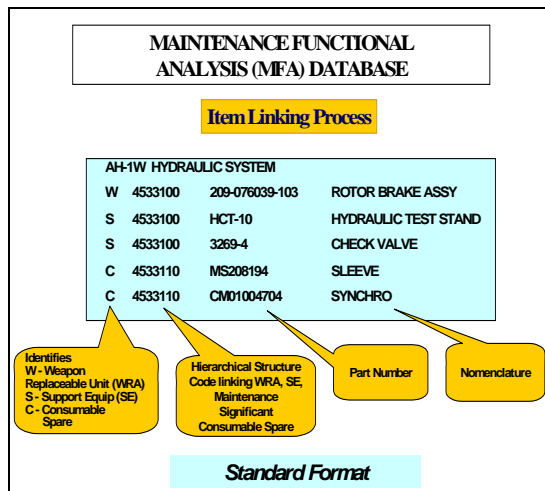 MAINTENANCE FUNCTIONAL
ANALYSIS (MFA) DATABASE
Item Linking Process
AH-1W HYDRAULIC SYSTEM
W 4533100 209-076039-103 ROTOR BRAKE ASSY
S 4533100 HCT-10 HYDRAULIC TEST STAND
S 4533100 3269-4 CHECK VALVE
C 4533110 MS208194 SLEEVE
C 4533110 CM01004704 SYNCHRO
Identifies
W - Weapon
Replaceable Unit (WRA)
S - Support Equip (SE)
C - Consumable
Spare
Hierarchical Structure
Code linking WRA, SE,
Maintenance
Significant
Consumable Spare
Part Number
Nomenclature
Standard Format